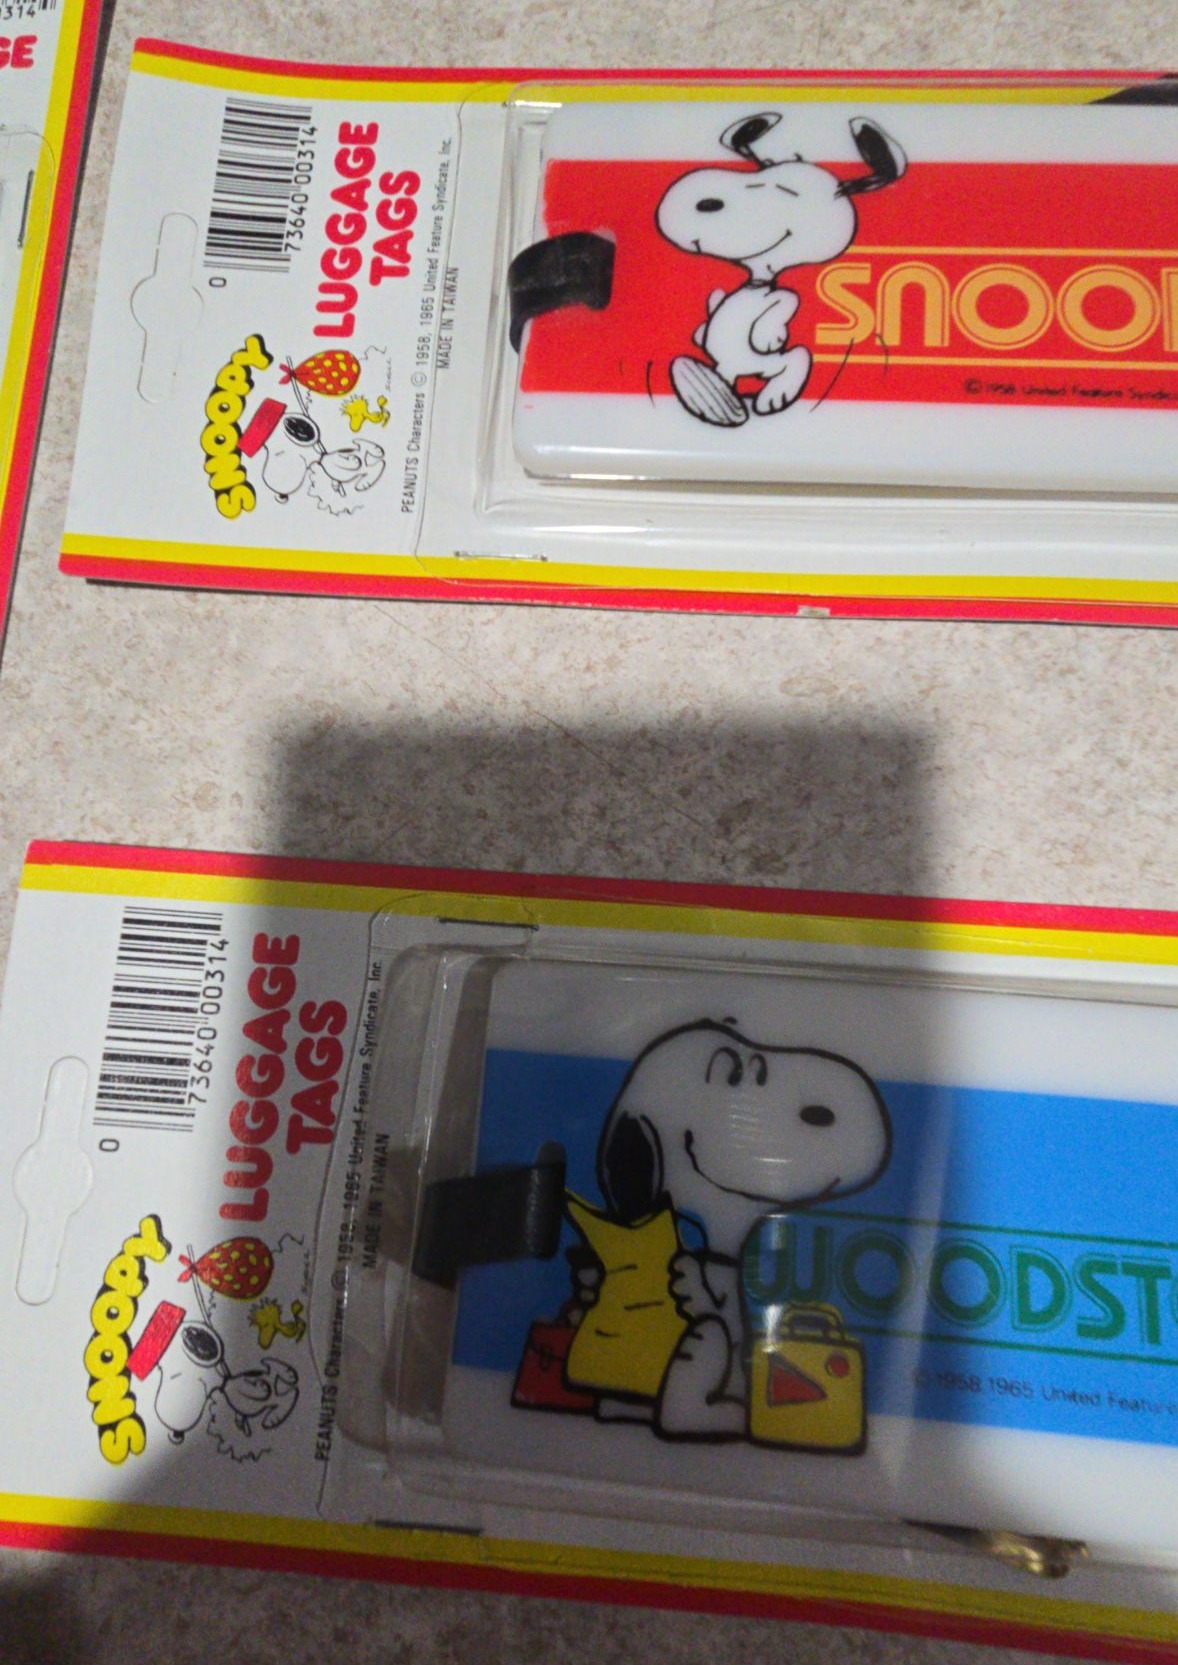 314
GE
0 73640 00314
SNOOPY
LUGGAGE
TAGS
PEANUTS Characters © 1958, 1965 United Feature Syndicate, Inc.
MADE IN TAIWAN
SNOOP
© 1958 United Feature Syndic
0 73640 00314
SNOOPY
LUGGAGE
TAGS
PEANUTS Characters © 1958, 1965 United Feature Syndicate, Inc.
MADE IN TAIWAN
WOODST
© 1958 1965 United Featur